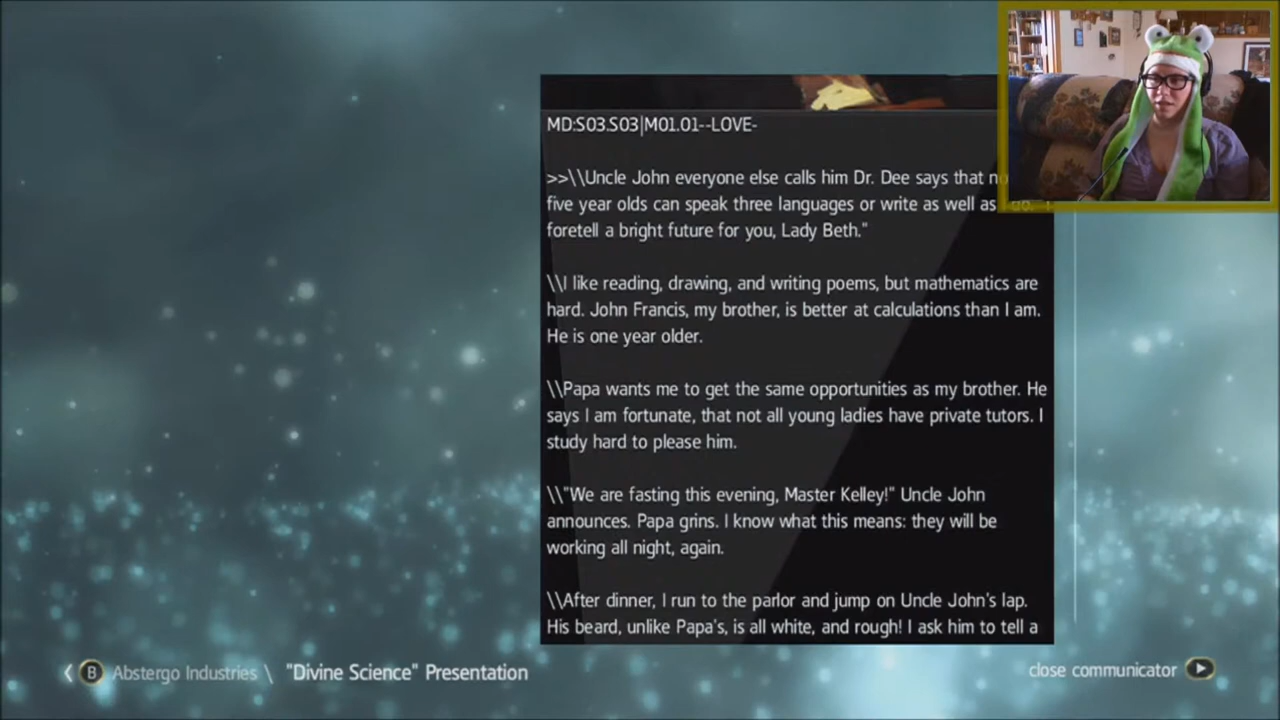 MD:S03.S03|M01.01--LOVE-
>>\\Uncle John everyone else calls him Dr. Dee says that
five year olds can speak three languages or write as well as
foretell a bright future for you, Lady Beth."
\\I like reading, drawing, and writing poems, but mathematics are
hard. John Francis, my brother, is better at calculations than I am.
He is one year older.
\\Papa wants me to get the same opportunities as my brother. He
says I am fortunate, that not all young ladies have private tutors. I
study hard to please him.
\\"We are fasting this evening, Master Kelley!" Uncle John
announces. Papa grins. I know what this means: they will be
working all night, again.
\\After dinner, I run to the parlor and jump on Uncle John's lap.
His beard, unlike Papa's, is all white, and rough! I ask him to tell a
B Abstergo Industries \ "Divine Science" Presentation
close communicator